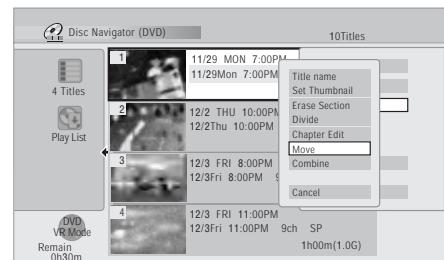 Disc Navigator (DVD)
10Titles
4 Titles
Play List
DVD
VR Mode
Remain
0h30m
1
11/29 MON 7:00PM
11/29Mon 7:00PM
2
12/2 THU 10:00PM
12/2Thu 10:00PM
3
12/3 FRI 8:00PM
12/3Fri 8:00PM
4
12/3 FRI 11:00PM
12/3Fri 11:00PM 9ch SP
1h00m(1.0G)
Title name
Set Thumbnail
Erase Section
Divide
Chapter Edit
Move
Combine
Cancel